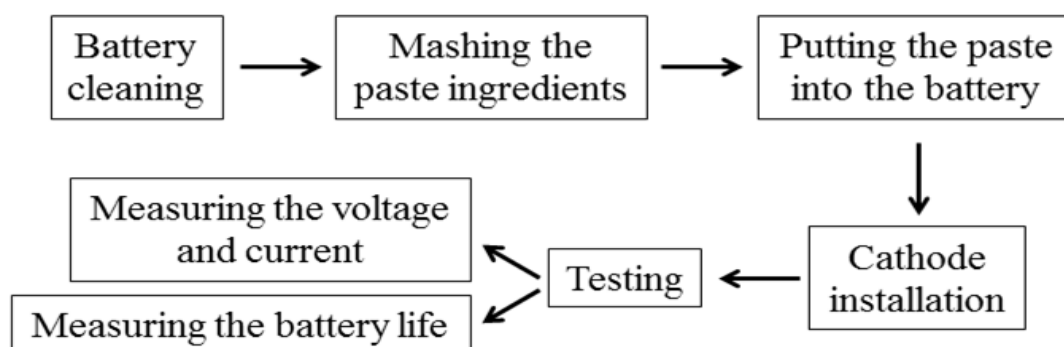 Battery
cleaning
Mashing the
paste ingredients
Putting the paste
into the battery
Cathode
installation
Testing
Measuring the voltage
and current
Measuring the battery life